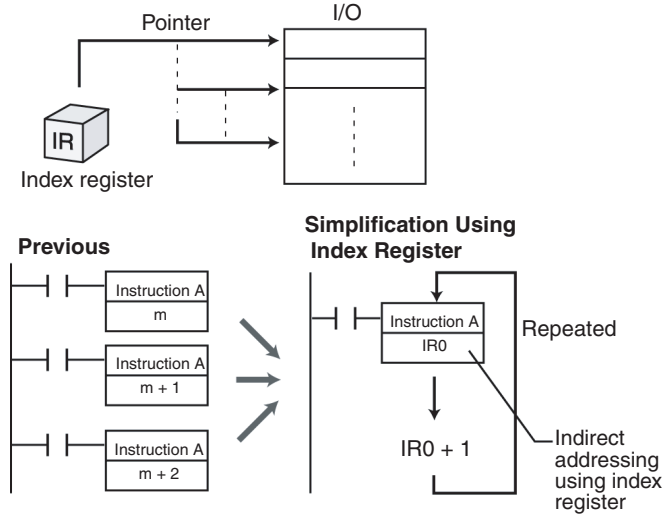 I/O
Pointer
IR
Index register
Previous
Instruction A
m
Instruction A
m + 1
Instruction A
m + 2
Simplification Using
Index Register
Instruction A
IR0
Repeated
IR0 + 1
Indirect
addressing
using index
register